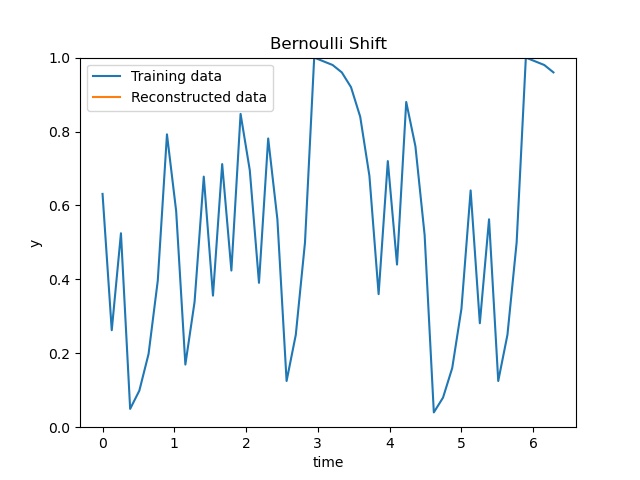 Bernoulli Shift
Training data
Reconstructed data
1.0
0.8
0.6
0.4
0.2
0.0
y
0 1 2 3 4 5 6
time